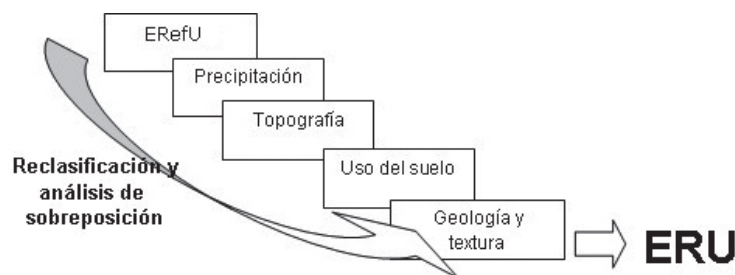 ERefU
Precipitación
Topografía
Uso del suelo
Reclasificación y
análisis de
sobreposición
Geología y
textura
ERU